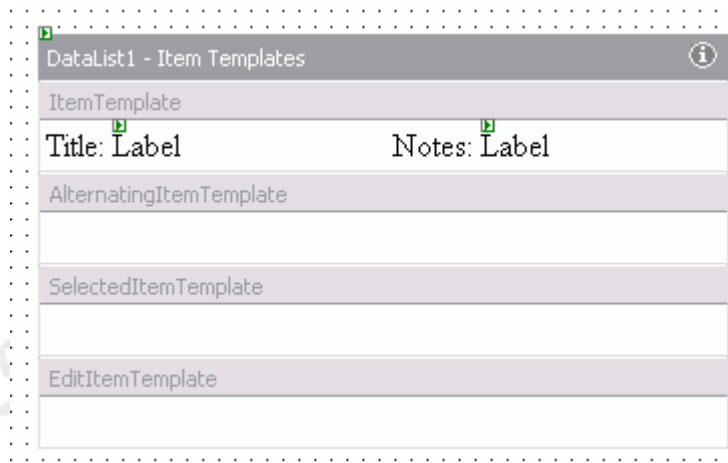 DataList1 - Item Templates
ItemTemplate
Title: Label Notes: Label
AlternatingItemTemplate
SelectedItemTemplate
EditItemTemplate